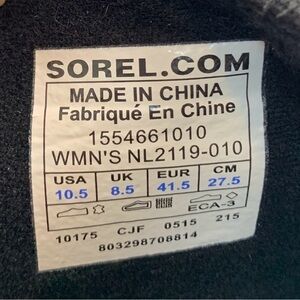 SOREL.COM
MADE IN CHINA
Fabriqué En Chine
1554661010
WMN'S NL2119-010
USA UK EUR CM
10.5 8.5 41.5 27.5
ECA-3
10175 CJF 0515 215
803298708814